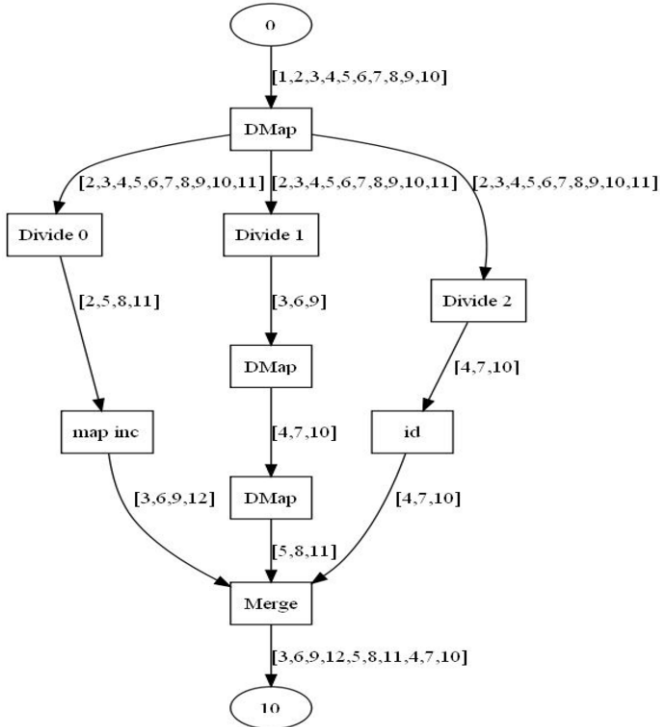 0
[1,2,3,4,5,6,7,8,9,10]
DMap
[2,3,4,5,6,7,8,9,10,11]
[2,3,4,5,6,7,8,9,10,11]
[2,3,4,5,6,7,8,9,10,11]
Divide 0
Divide 1
Divide 2
[2,5,8,11]
[3,6,9]
[4,7,10]
DMap
map inc
[4,7,10]
id
[3,6,9,12]
DMap
[4,7,10]
[5,8,11]
Merge
[3,6,9,12,5,8,11,4,7,10]
10